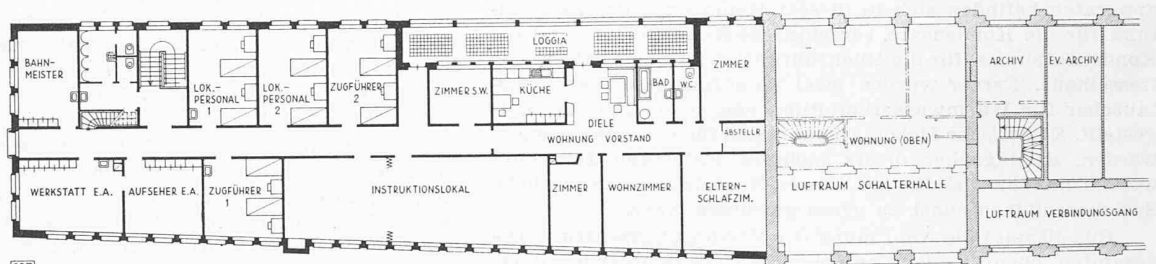 BAHN-
MEISTER
LOK.-
PERSONAL
1
LOK.-
PERSONAL
2
ZUGFÜHRER
2
LOGGIA
ZIMMER S.W.
KÜCHE
DIELE
WOHNUNG VORSTAND
BAD
W.C.
ZIMMER
ABSTELLR.
WOHNUNG (OBEN)
ARCHIV
EV. ARCHIV
WERKSTATT E.A.
AUFSEHER E.A.
ZUGFÜHRER
1
INSTRUKTIONSLOKAL
ZIMMER
WOHNZIMMER
ELTERN-
SCHLAFZIM.
LUFTRAUM SCHALTERHALLE
LUFTRAUM VERBINDUNGSGANG